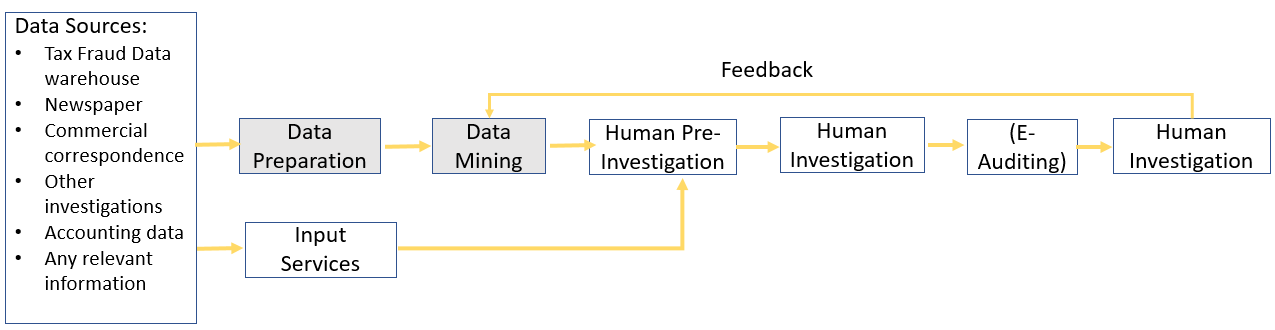 Data Sources:
• Tax Fraud Data
warehouse
• Newspaper
• Commercial
correspondence
• Other
investigations
• Accounting data
• Any relevant
information
Data
Preparation
Input
Services
Feedback
Data
Mining
Human Pre-
Investigation
Human
Investigation
(E-
Auditing)
Human
Investigation